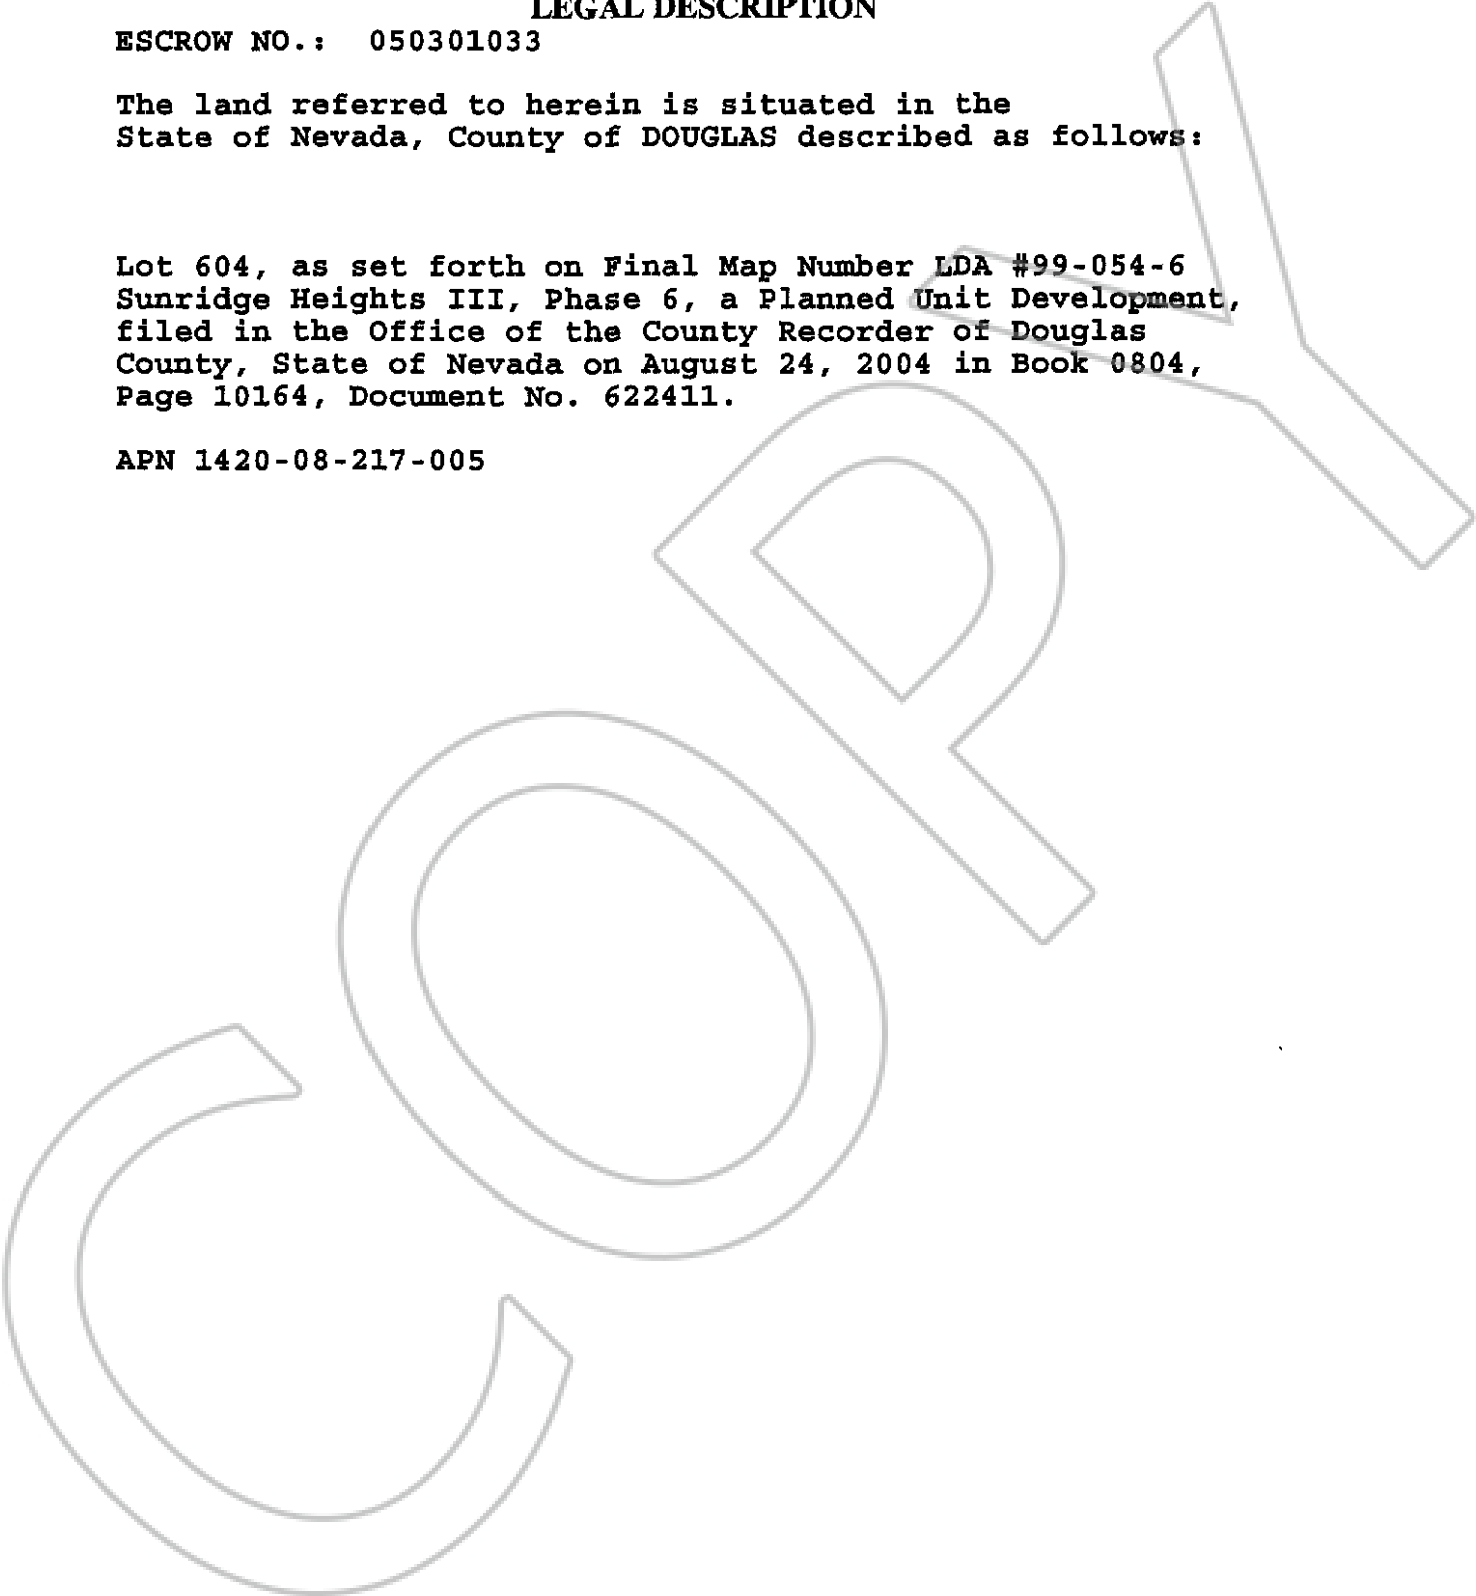 LEGAL DESCRIPTION
ESCROW NO.: 050301033
The land referred to herein is situated in the
State of Nevada, County of DOUGLAS described as follows:
Lot 604, as set forth on Final Map Number LDA #99-054-6
Sunridge Heights III, Phase 6, a Planned Unit Development,
filed in the Office of the County Recorder of Douglas
County, State of Nevada on August 24, 2004 in Book 0804,
Page 10164, Document No. 622411.
APN 1420-08-217-005
COPY